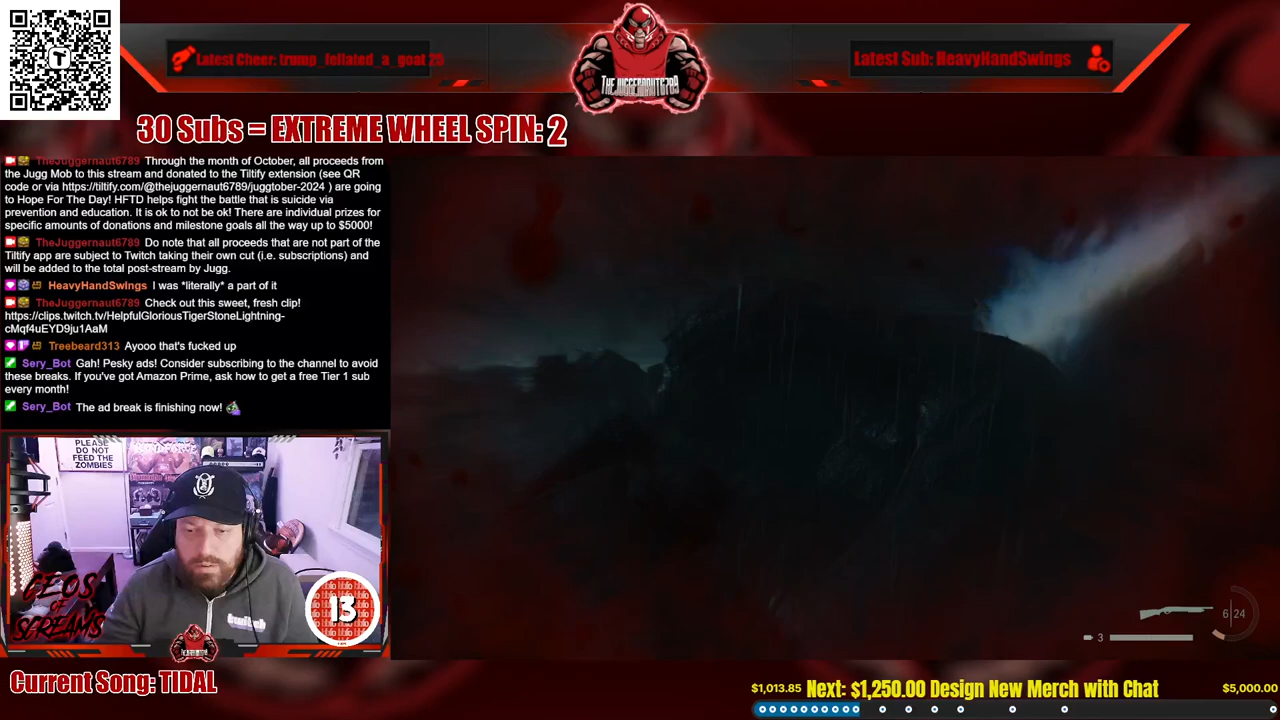 Latest Cheer: trump_fellated_a_goat 25
THEJUGGERNAUT6789
Latest Sub: HeavyHandSwings
30 Subs = EXTREME WHEEL SPIN: 2
TheJuggernaut6789 Through the month of October, all proceeds from
the Jugg Mob to this stream and donated to the Tiltify extension (see QR
code or via https://tiltify.com/@thejuggernaut6789/juggtober-2024 ) are going
to Hope For The Day! HFTD helps fight the battle that is suicide via
prevention and education. It is ok to not be ok! There are individual prizes for
specific amounts of donations and milestone goals all the way up to $5000!
TheJuggernaut6789 Do note that all proceeds that are not part of the
Tiltify app are subject to Twitch taking their own cut (i.e. subscriptions) and
will be added to the total post-stream by Jugg.
HeavyHandSwings I was *literally* a part of it
TheJuggernaut6789 Check out this sweet, fresh clip!
https://clips.twitch.tv/HelpfulGloriousTigerStoneLightning-
cMqf4uEYD9ju1AaM
Treebeard313 Ayooo that's fucked up
Sery_Bot Gah! Pesky ads! Consider subscribing to the channel to avoid
these breaks. If you've got Amazon Prime, ask how to get a free Tier 1 sub
every month!
Sery_Bot The ad break is finishing now!
PLEASE
DO NOT
FEED THE
ZOMBIES
GEOS
OF
SCREAMS
13
6|24
3
Current Song: TIDAL
$1,013.85 Next: $1,250.00 Design New Merch with Chat $5,000.00